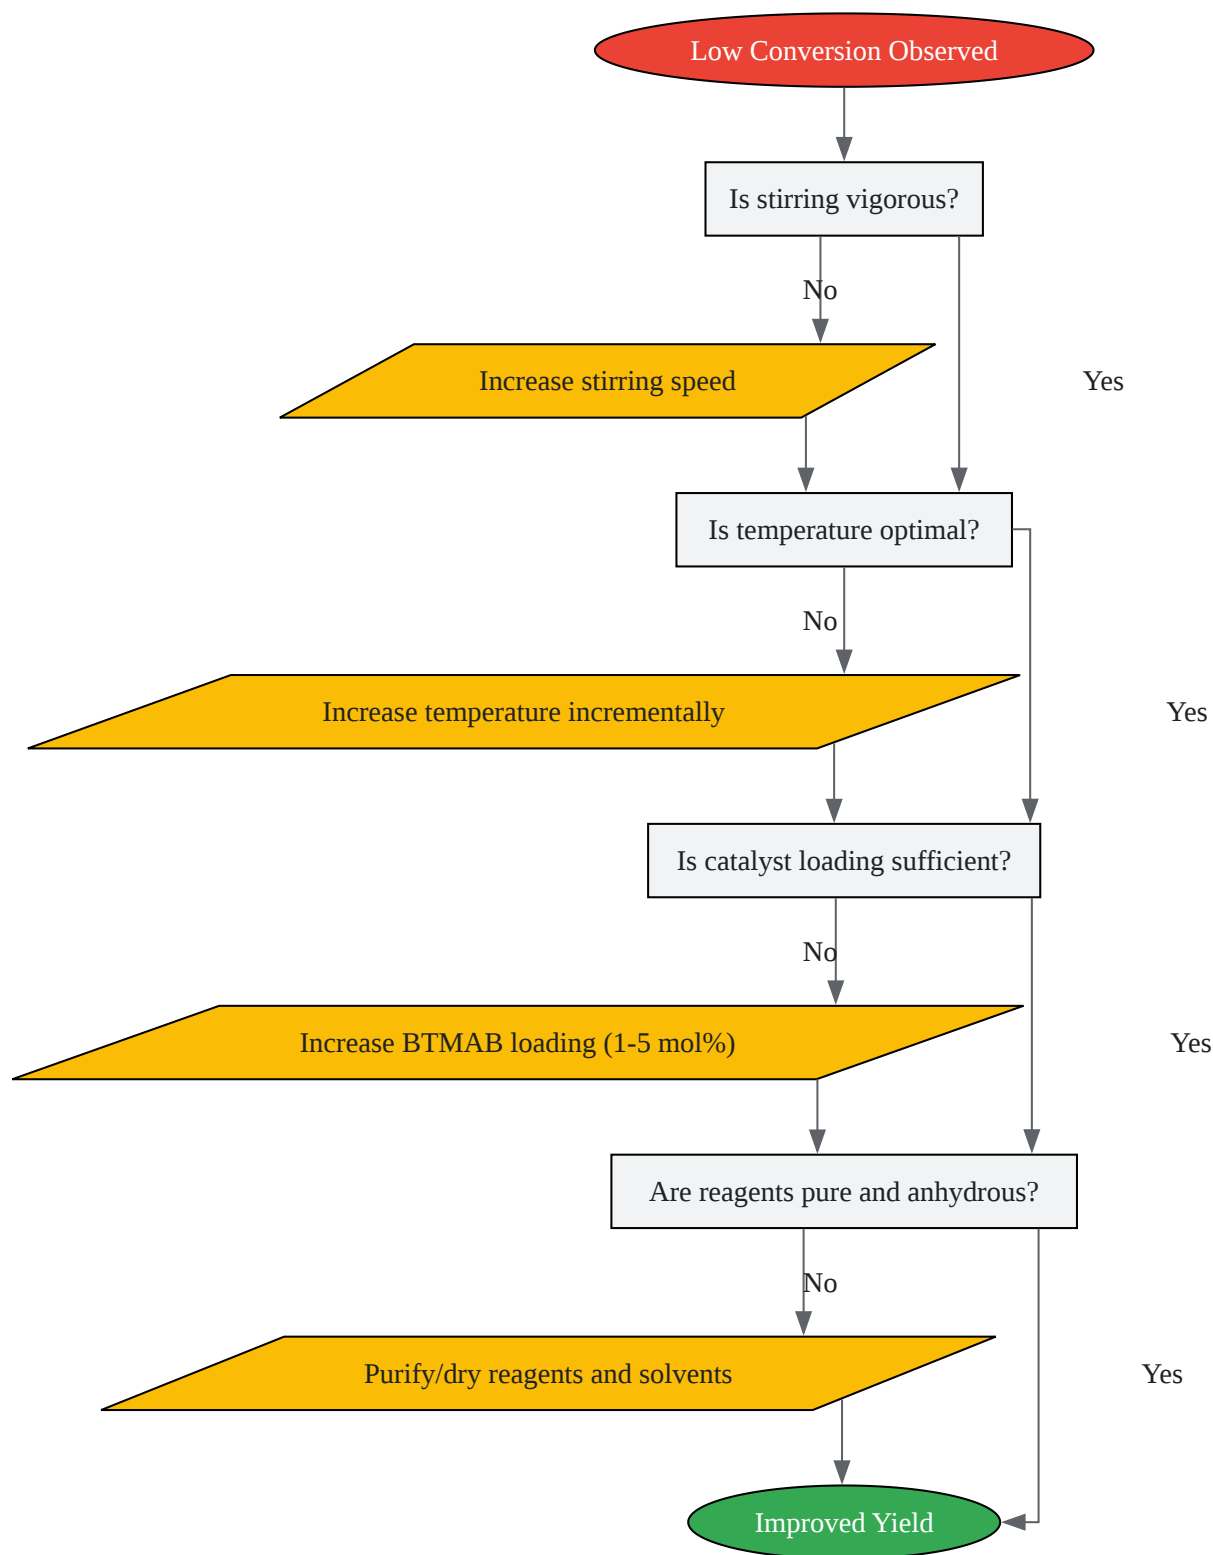 Low Conversion Observed
Is stirring vigorous?
No
Increase stirring speed
Yes
Is temperature optimal?
No
Increase temperature incrementally
Yes
Is catalyst loading sufficient?
No
Increase BTMAB loading (1-5 mol%)
Yes
Are reagents pure and anhydrous?
No
Purify/dry reagents and solvents
Yes
Improved Yield